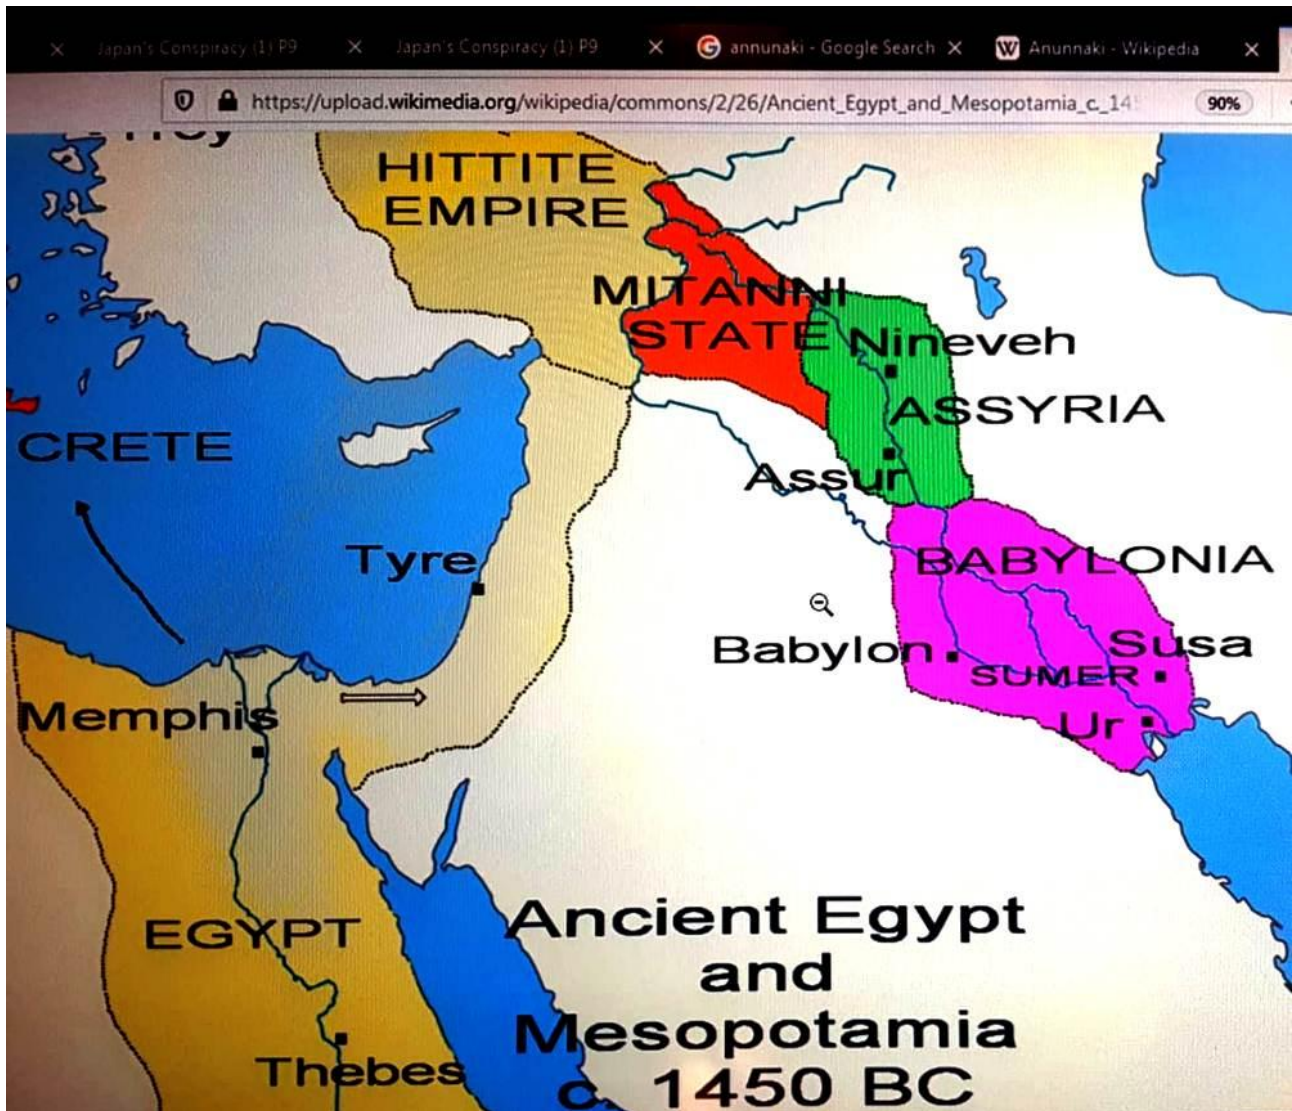 Japan's Conspiracy (1) P9
Japan's Conspiracy (1) P9
annunaki - Google Search
Anunnaki - Wikipedia
https://upload.wikimedia.org/wikipedia/commons/2/26/Ancient_Egypt_and_Mesopotamia_c._14
90%
HITTITE
EMPIRE
MITANNI
STATE
Nineveh
ASSYRIA
CRETE
Assur
Tyre
BABYLONIA
Babylon
Susa
SUMER
Memphis
Ur
EGYPT
Ancient Egypt
and
Mesopotamia
c. 1450 BC
Thebes